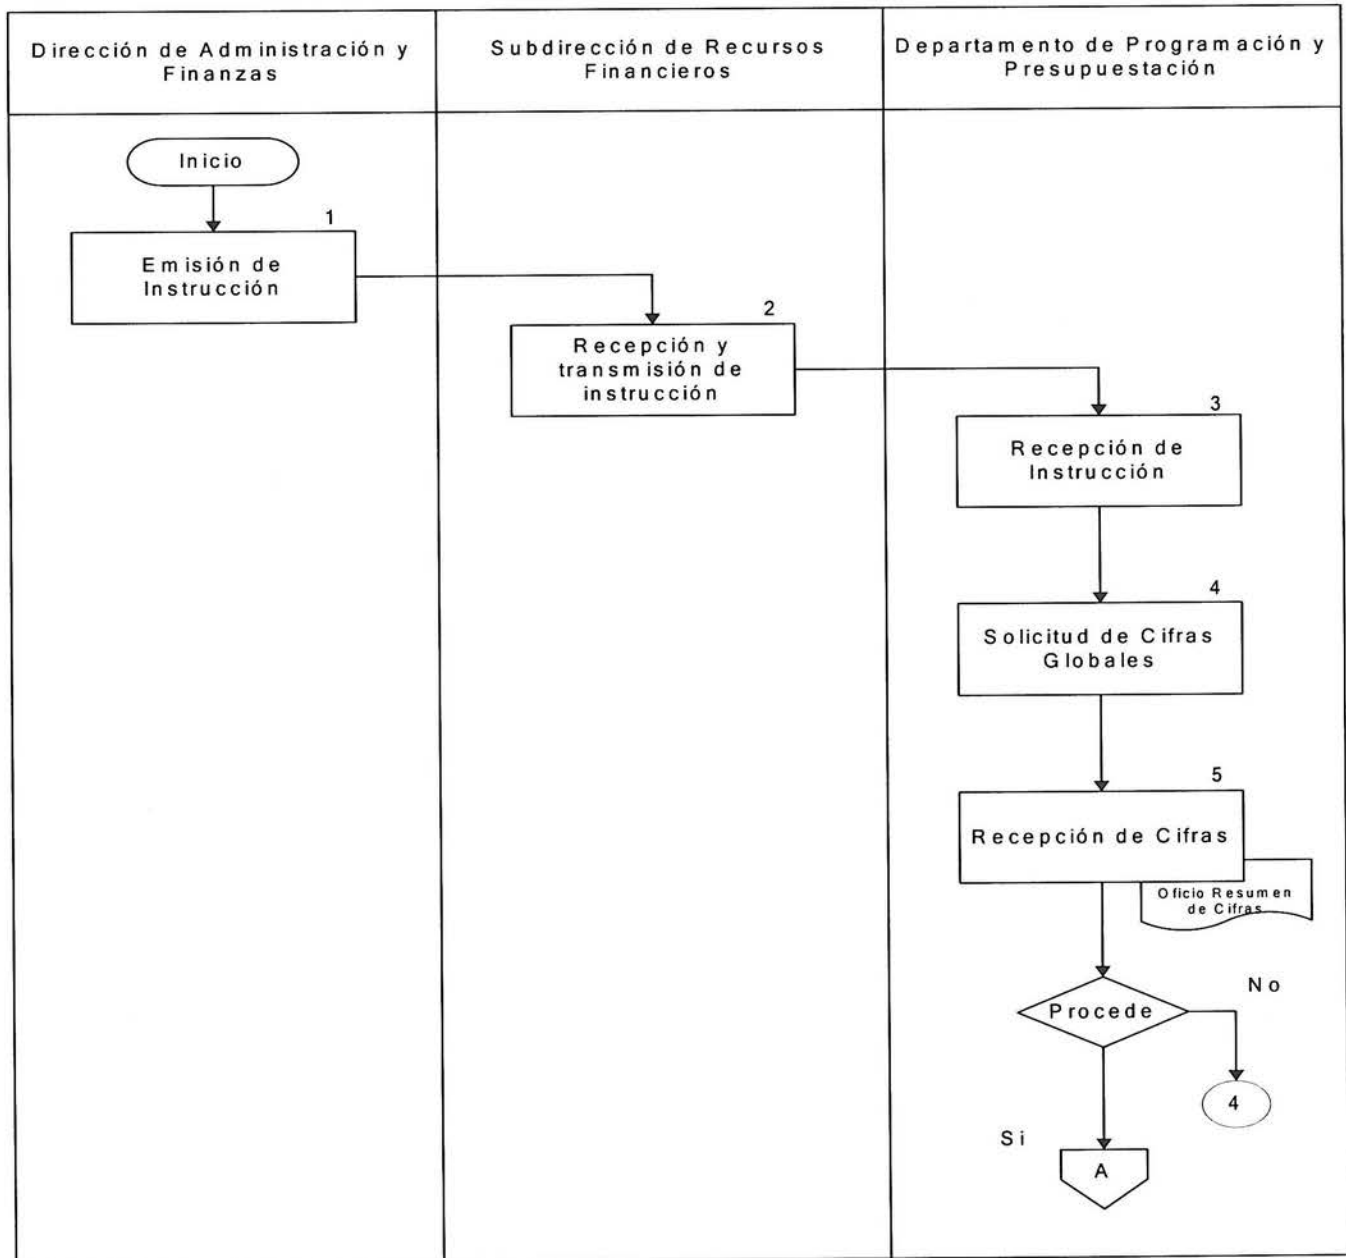 Dirección de Administración y
Finanzas
Subdirección de Recursos
Financieros
Departamento de Programación y
Presupuestación
Inicio
1
Emisión de
Instrucción
2
Recepción y
transmisión de
instrucción
3
Recepción de
Instrucción
4
Solicitud de Cifras
Globales
5
Recepción de Cifras
Oficio Resumen
de Cifras
Procede
No
4
Si
A